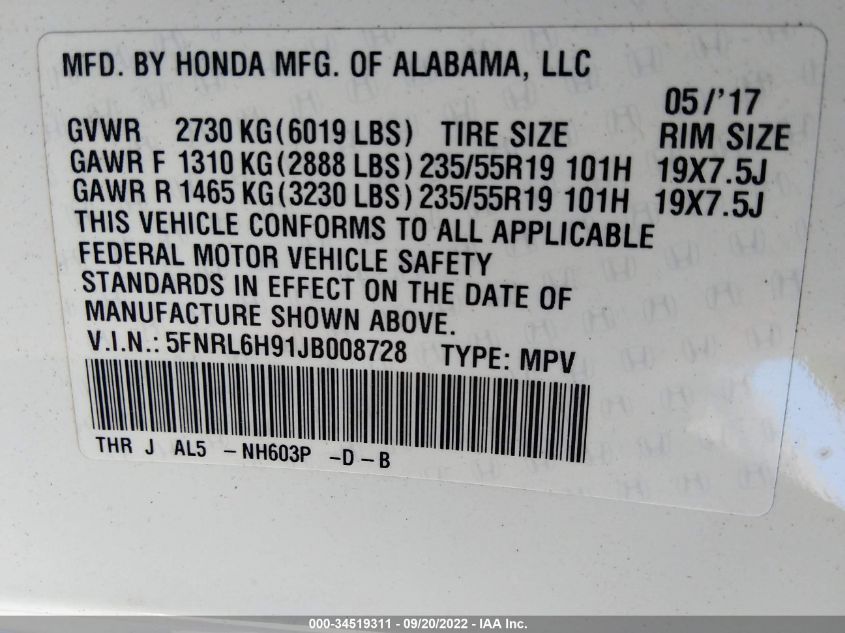 MFD. BY HONDA MFG. OF ALABAMA, LLC
05/'17
GVWR 2730 KG(6019 LBS) TIRE SIZE RIM SIZE
GAWR F 1310 KG(2888 LBS) 235/55R19 101H 19X7.5J
GAWR R 1465 KG(3230 LBS) 235/55R19 101H 19X7.5J
THIS VEHICLE CONFORMS TO ALL APPLICABLE
FEDERAL MOTOR VEHICLE SAFETY
STANDARDS IN EFFECT ON THE DATE OF
MANUFACTURE SHOWN ABOVE.
V.I.N.: 5FNRL6H91JB008728 TYPE: MPV
THR J AL5 -NH603P -D-B
000-34519311 - 09/20/2022 - IAA Inc.